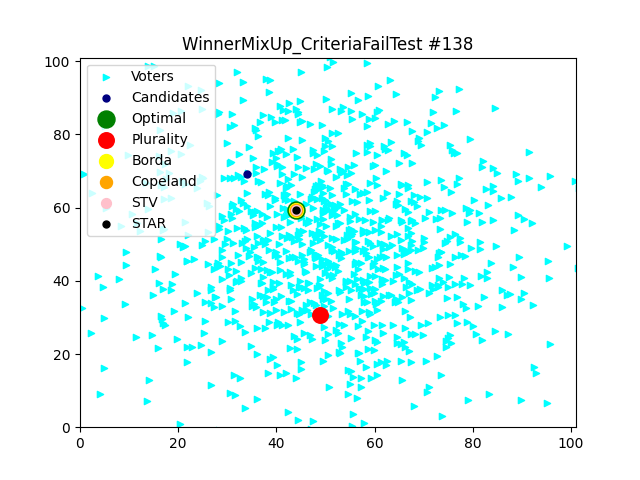 WinnerMixUp_CriteriaFailTest #138
100
80
60
40
20
0
0
20
40
60
80
100
Voters
Candidates
Optimal
Plurality
Borda
Copeland
STV
STAR